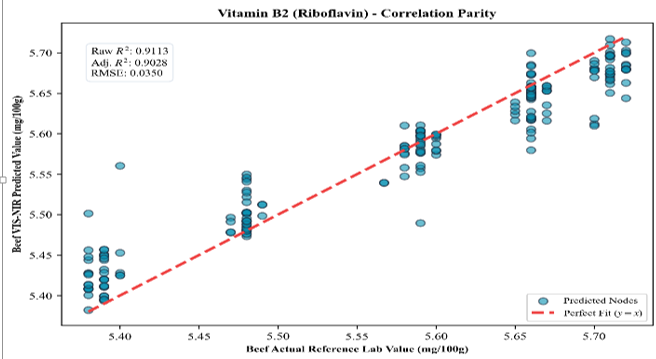 Vitamin B2 (Riboflavin) - Correlation Parity
Raw R²: 0.9113
Adj. R²: 0.9028
RMSE: 0.0350
Beef VIS-NIR Predicted Value (mg/100g)
5.70
5.65
5.60
5.55
5.50
5.45
5.40
5.40
5.45
5.50
5.55
5.60
5.65
5.70
Predicted Nodes
Perfect Fit (y = x)
Beef Actual Reference Lab Value (mg/100g)